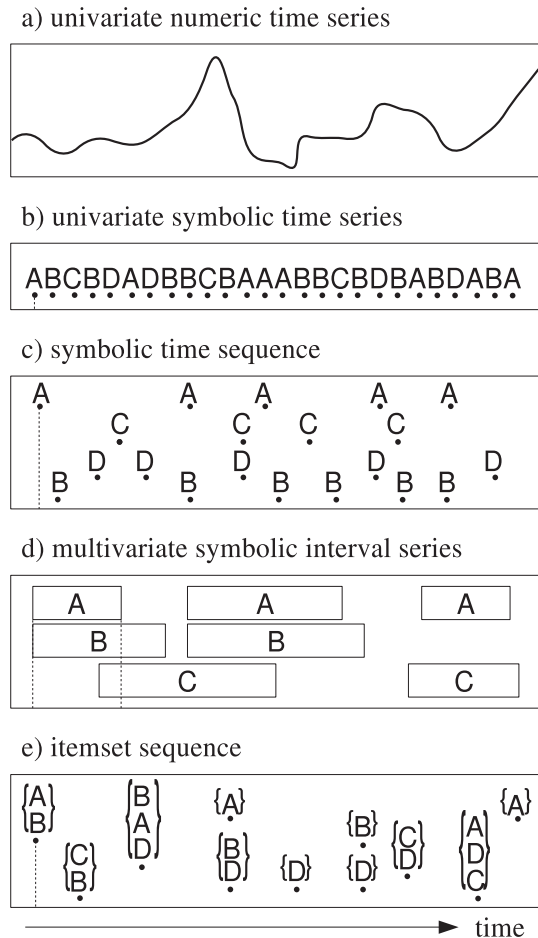 a) univariate numeric time series
b) univariate symbolic time series
ABCBDADBBCBAAABBCBDBABDABA
c) symbolic time sequence
A A A A A
C C C C
D D D D D
B B B B B B
d) multivariate symbolic interval series
A A A
B B
C C
e) itemset sequence
{A
B}
{C
B}
{B
A
D}
{A}
{B
D}
{D}
{B}
{D}
{C
D}
{A
D
C}
{A}
time